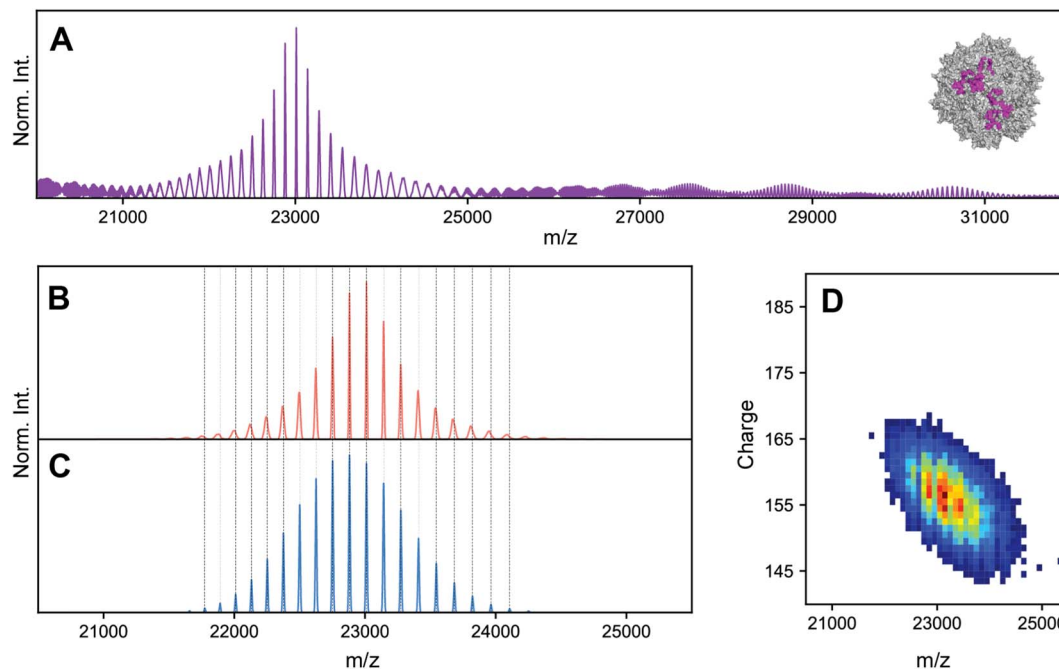 A
Norm. Int.
21000 23000 25000 27000 29000 31000
m/z
B
C
Norm. Int.
21000 22000 23000 24000 25000
m/z
D
Charge
185
175
165
155
145
21000 23000 25000
m/z